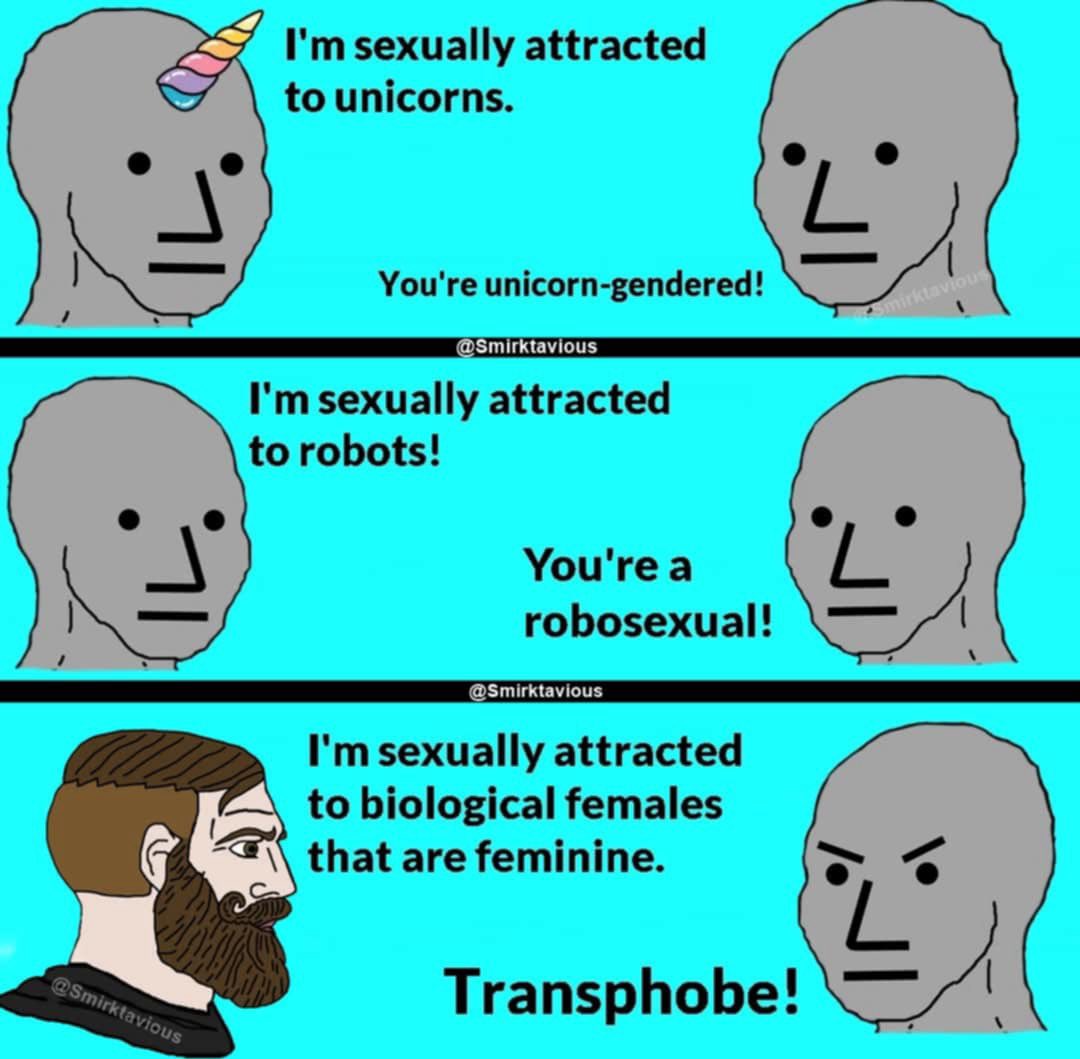 I'm sexually attracted
to unicorns.
You're unicorn-gendered!
@Smirktavious
@Smirktavious
I'm sexually attracted
to robots!
You're a
robosexual!
@Smirktavious
I'm sexually attracted
to biological females
that are feminine.
Transphobe!
@Smirktavious